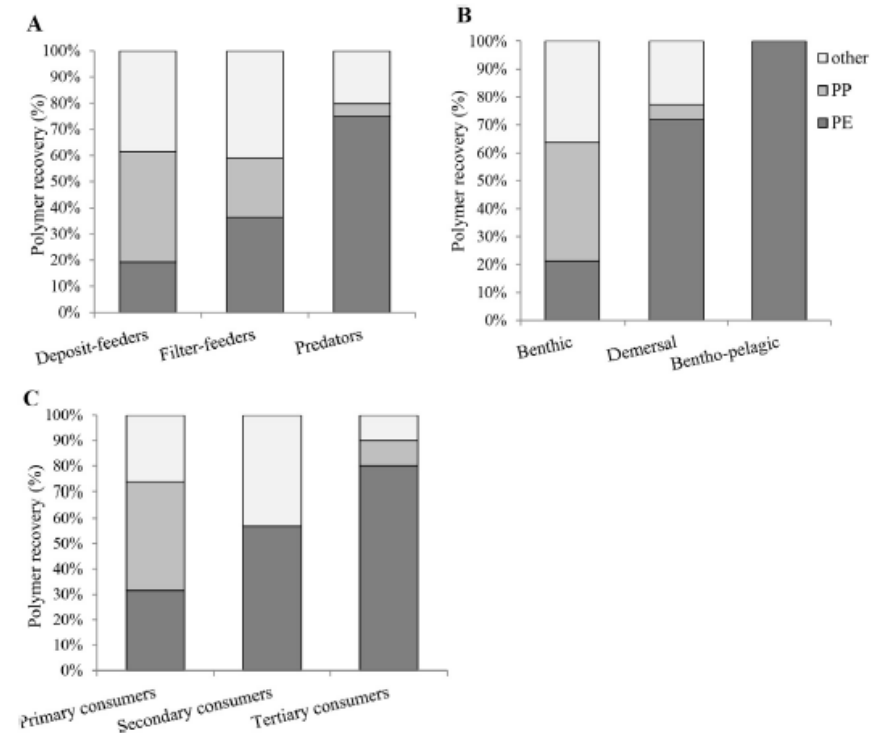 A
Polymer recovery (%)
100%
90%
80%
70%
60%
50%
40%
30%
20%
10%
0%
Deposit-feeders
Filter-feeders
Predators
B
Polymer recovery (%)
100%
90%
80%
70%
60%
50%
40%
30%
20%
10%
0%
Benthic
Demersal
Bentho-pelagic
other
PP
PE
C
Polymer recovery (%)
100%
90%
80%
70%
60%
50%
40%
30%
20%
10%
0%
Primary consumers
Secondary consumers
Tertiary consumers